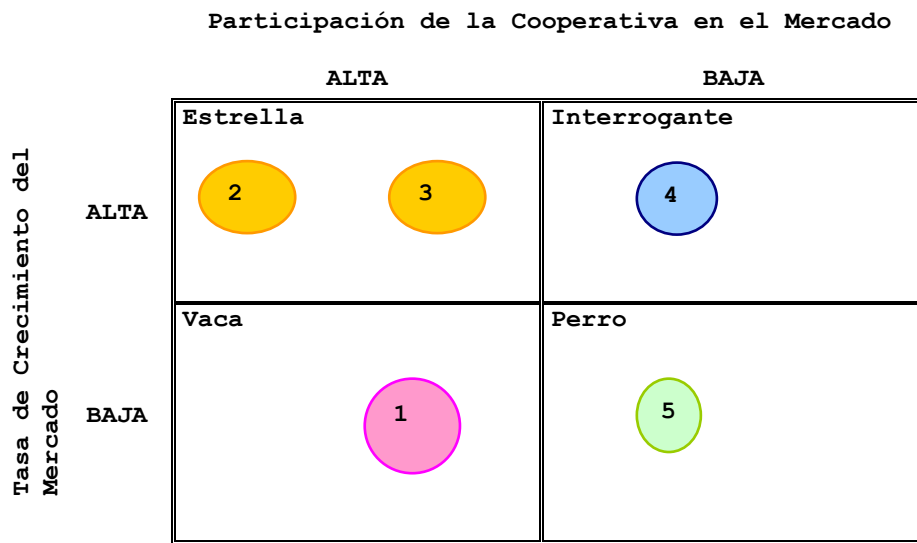 Participación de la Cooperativa en el Mercado
ALTA
BAJA
Tasa de Crecimiento del
Mercado
ALTA
Estrella
2
3
Interrogante
4
BAJA
Vaca
1
Perro
5